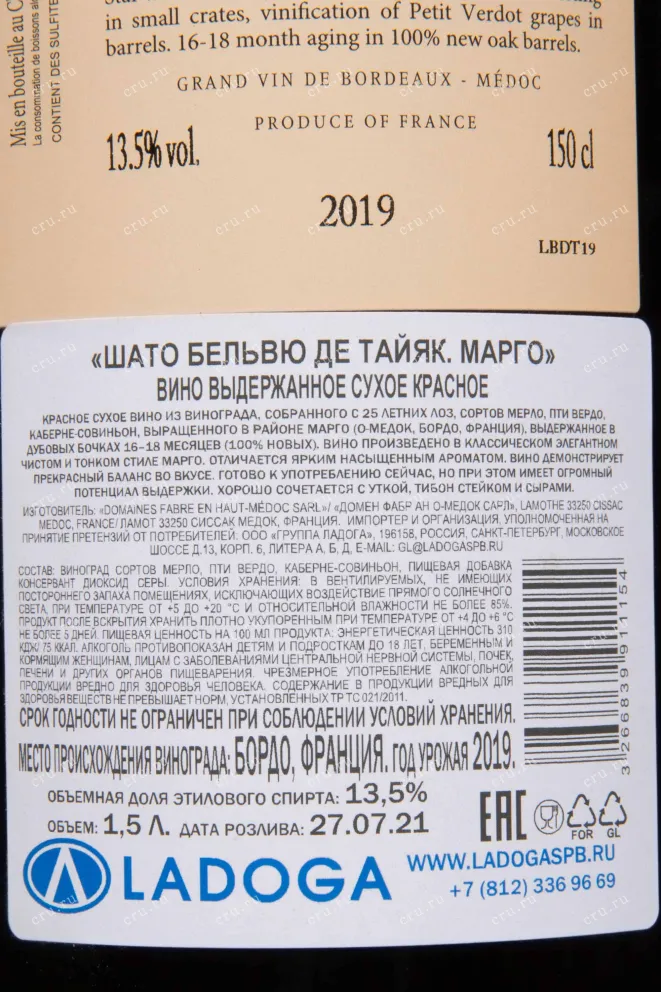 in small crates, vinification of Petit Verdot grapes in
barrels. 16-18 month aging in 100% new oak barrels.
GRAND VIN DE BORDEAUX - MÉDOC
PRODUCE OF FRANCE
13.5% vol.
150 cl
2019
LBDT19
Mis en bouteille au
La consommation de boissons
CONTIENT DES SULFITE
«ШАТО БЕЛЬВЮ ДЕ ТАЙЯК. МАРГО»
ВИНО ВЫДЕРЖАННОЕ СУХОЕ КРАСНОЕ
КРАСНОЕ СУХОЕ ВИНО ИЗ ВИНОГРАДА, СОБРАННОГО С 25 ЛЕТНИХ ЛОЗ, СОРТОВ МЕРЛО, ПТИ ВЕРДО,
КАБЕРНЕ-СОВИНЬОН, ВЫРАЩЕННОГО В РАЙОНЕ МАРГО (О-МЕДОК, БОРДО, ФРАНЦИЯ). ВЫДЕРЖАННОЕ В
ДУБОВЫХ БОЧКАХ 16-18 МЕСЯЦЕВ (100% НОВЫХ). ВИНО ПРОИЗВЕДЕНО В КЛАССИЧЕСКОМ ЭЛЕГАНТНОМ
ЧИСТОМ И ТОНКОМ СТИЛЕ МАРГО. ОТЛИЧАЕТСЯ ЯРКИМ НАСЫЩЕННЫМ АРОМАТОМ. ВИНО ДЕМОНСТРИРУЕТ
ПРЕКРАСНЫЙ БАЛАНС ВО ВКУСЕ. ГОТОВО К УПОТРЕБЛЕНИЮ СЕЙЧАС, НО ПРИ ЭТОМ ИМЕЕТ ОГРОМНЫЙ
ПОТЕНЦИАЛ ВЫДЕРЖКИ. ХОРОШО СОЧЕТАЕТСЯ С УТКОЙ, ТИБОН СТЕЙКОМ И СЫРАМИ.
ИЗГОТОВИТЕЛЬ: «DOMAINES FABRE EN HAUT-MÉDOC SARL»/ «ДОМЕН ФАБР АН О-МЕДОК САРЛ», LAMOTHE 33250 CISSAC
MEDOC, FRANCE/ ЛАМОТ 33250 СИССАК МЕДОК, ФРАНЦИЯ. ИМПОРТЕР И ОРГАНИЗАЦИЯ, УПОЛНОМОЧЕННАЯ НА
ПРИНЯТИЕ ПРЕТЕНЗИЙ ОТ ПОТРЕБИТЕЛЕЙ: ООО «ГРУППА ЛАДОГА», 196158, РОССИЯ, САНКТ-ПЕТЕРБУРГ, МОСКОВСКОЕ
ШОССЕ Д.13, КОРП. 6, ЛИТЕРА А, Б, Д, E-MAIL: GL@LADOGASPB.RU
СОСТАВ: ВИНОГРАД СОРТОВ МЕРЛО, ПТИ ВЕРДО, КАБЕРНЕ-СОВИНЬОН, ПИЩЕВАЯ ДОБАВКА
КОНСЕРВАНТ ДИОКСИД СЕРЫ. УСЛОВИЯ ХРАНЕНИЯ: В ВЕНТИЛИРУЕМЫХ, НЕ ИМЕЮЩИХ
ПОСТОРОННЕГО ЗАПАХА ПОМЕЩЕНИЯХ, ИСКЛЮЧАЮЩИХ ВОЗДЕЙСТВИЕ ПРЯМОГО СОЛНЕЧНОГО
СВЕТА, ПРИ ТЕМПЕРАТУРЕ ОТ +5 ДО +20 °С И ОТНОСИТЕЛЬНОЙ ВЛАЖНОСТИ НЕ БОЛЕЕ 85%.
ПРОДУКТ ПОСЛЕ ВСКРЫТИЯ ХРАНИТЬ ПЛОТНО УКУПОРЕННЫМ ПРИ ТЕМПЕРАТУРЕ ОТ +4 ДО +6 °С
НЕ БОЛЕЕ 5 ДНЕЙ. ПИЩЕВАЯ ЦЕННОСТЬ НА 100 МЛ ПРОДУКТА: ЭНЕРГЕТИЧЕСКАЯ ЦЕННОСТЬ 310
КДЖ/ 75 ККАЛ. АЛКОГОЛЬ ПРОТИВОПОКАЗАН ДЕТЯМ И ПОДРОСТКАМ ДО 18 ЛЕТ, БЕРЕМЕННЫМ И
КОРМЯЩИМ ЖЕНЩИНАМ, ЛИЦАМ С ЗАБОЛЕВАНИЯМИ ЦЕНТРАЛЬНОЙ НЕРВНОЙ СИСТЕМЫ, ПОЧЕК,
ПЕЧЕНИ И ДРУГИХ ОРГАНОВ ПИЩЕВАРЕНИЯ. ЧРЕЗМЕРНОЕ УПОТРЕБЛЕНИЕ АЛКОГОЛЬНОЙ
ПРОДУКЦИИ ВРЕДНО ДЛЯ ЗДОРОВЬЯ ЧЕЛОВЕКА. СОДЕРЖАНИЕ В ПРОДУКЦИИ ВРЕДНЫХ ДЛЯ
ЗДОРОВЬЯ ВЕЩЕСТВ НЕ ПРЕВЫШАЕТ НОРМ, УСТАНОВЛЕННЫХ ТР ТС 021/2011.
СРОК ГОДНОСТИ НЕ ОГРАНИЧЕН ПРИ СОБЛЮДЕНИИ УСЛОВИЙ ХРАНЕНИЯ.
МЕСТО ПРОИСХОЖДЕНИЯ ВИНОГРАДА: БОРДО, ФРАНЦИЯ. ГОД УРОЖАЯ 2019.
ОБЪЕМНАЯ ДОЛЯ ЭТИЛОВОГО СПИРТА: 13,5%
ОБЪЕМ: 1,5 Л. ДАТА РОЗЛИВА: 27.07.21
3 266839 911154
EAC
FOR GL
LADOGA
WWW.LADOGASPB.RU
+7 (812) 336 96 69
cru.ru